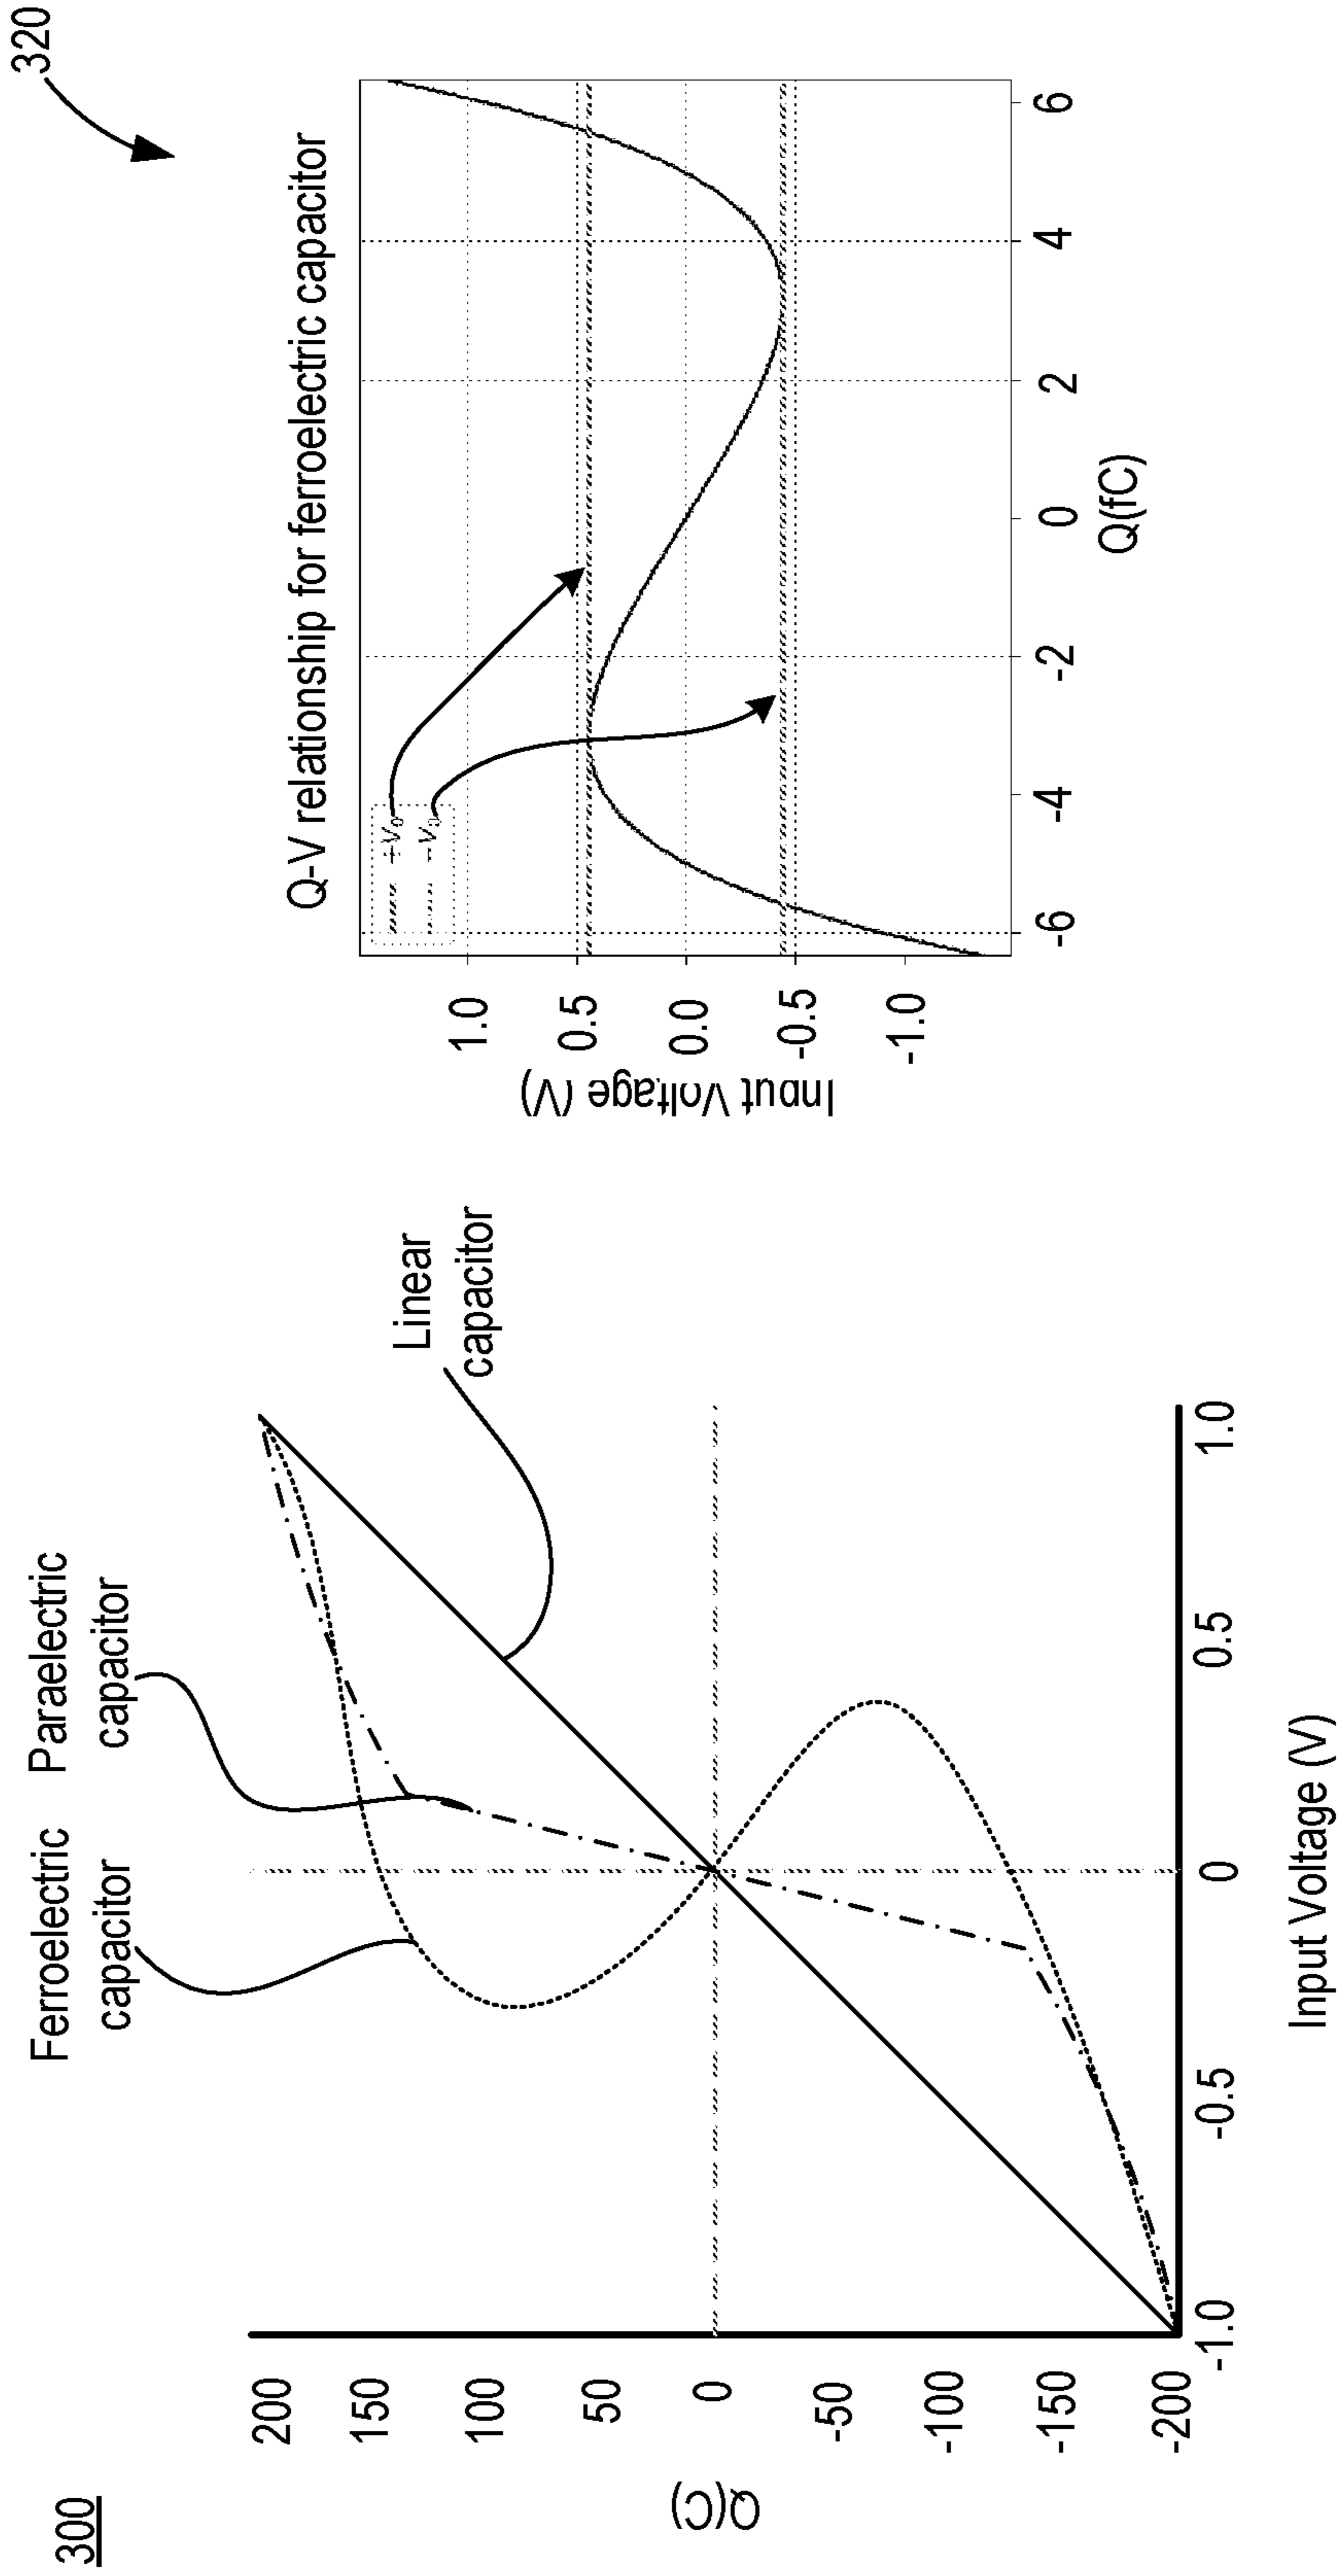 300
Ferroelectric
capacitor
Paraelectric
capacitor
Linear
capacitor
Q(C)
200
150
100
50
0
-50
-100
-150
-200
-1.0
-0.5
0
0.5
1.0
Input Voltage (V)
320
Q-V relationship for ferroelectric capacitor
+V₀
-V₀
Input Voltage (V)
1.0
0.5
0.0
-0.5
-1.0
-6
-4
-2
0
2
4
6
Q(fC)